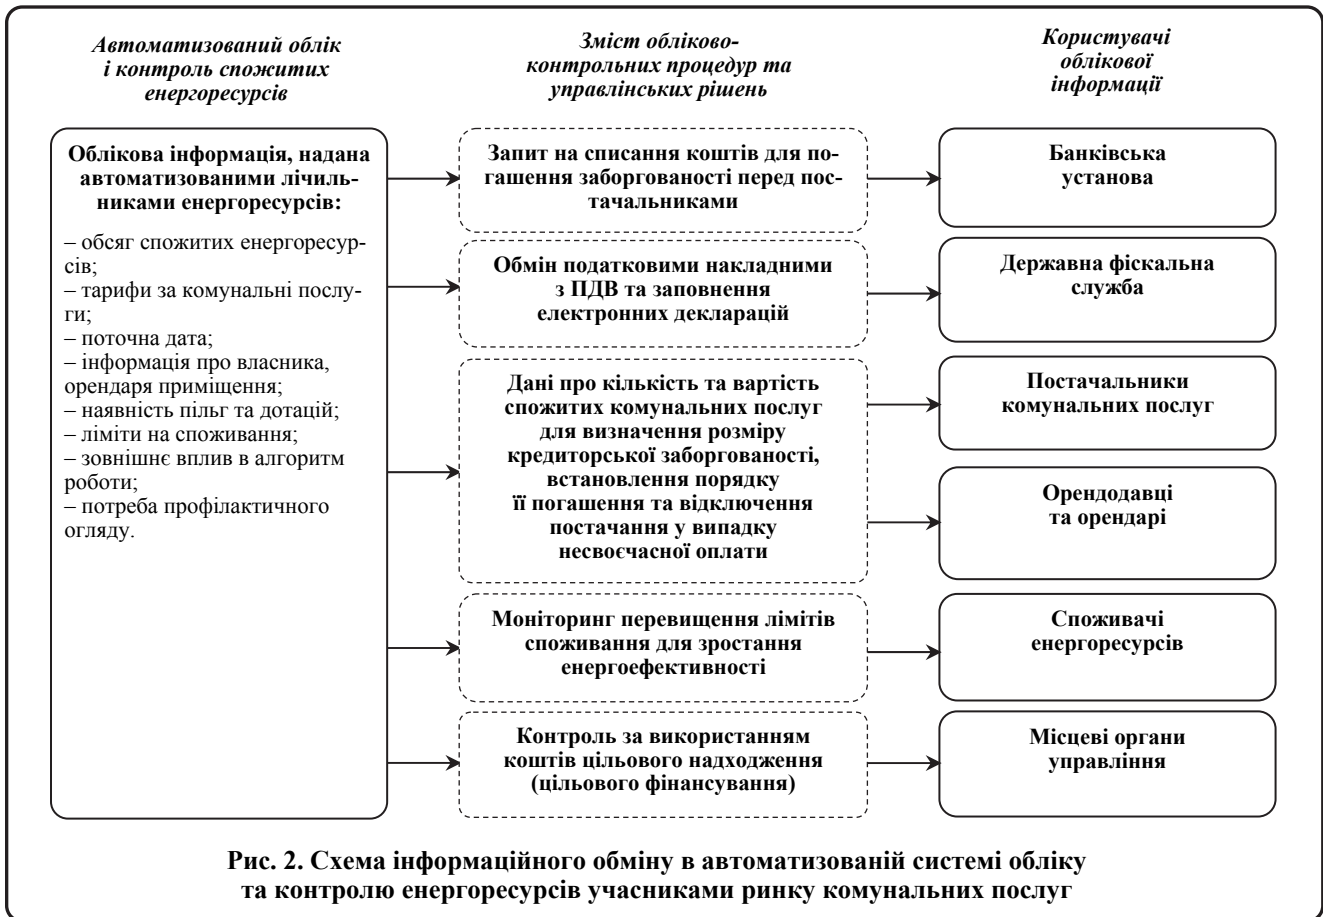 Автоматизований облік
і контроль спожитих
енергоресурсів
Зміст обліково-
контрольних процедур та
управлінських рішень
Користувачі
облікової
інформації
Облікова інформація, надана
автоматизованими лічиль-
никами енергоресурсів:
– обсяг спожитих енергоресур-
сів;
– тарифи за комунальні послу-
ги;
– поточна дата;
– інформація про власника,
орендаря приміщення;
– наявність пільг та дотацій;
– ліміти на споживання;
– зовнішнє вплив в алгоритм
роботи;
– потреба профілактичного
огляду.
Запит на списання коштів для по-
гашення заборгованості перед пос-
тачальниками
Обмін податковими накладними
з ПДВ та заповнення
електронних декларацій
Дані про кількість та вартість
спожитих комунальних послуг
для визначення розміру
кредиторської заборгованості,
встановлення порядку
її погашення та відключення
постачання у випадку
несвоєчасної оплати
Моніторинг перевищення лімітів
споживання для зростання
енергоефективності
Контроль за використанням
коштів цільового надходження
(цільового фінансування)
Банківська
установа
Державна фіскальна
служба
Постачальники
комунальних послуг
Орендодавці
та орендарі
Споживачі
енергоресурсів
Місцеві органи
управління
Рис. 2. Схема інформаційного обміну в автоматизованій системі обліку
та контролю енергоресурсів учасниками ринку комунальних послуг